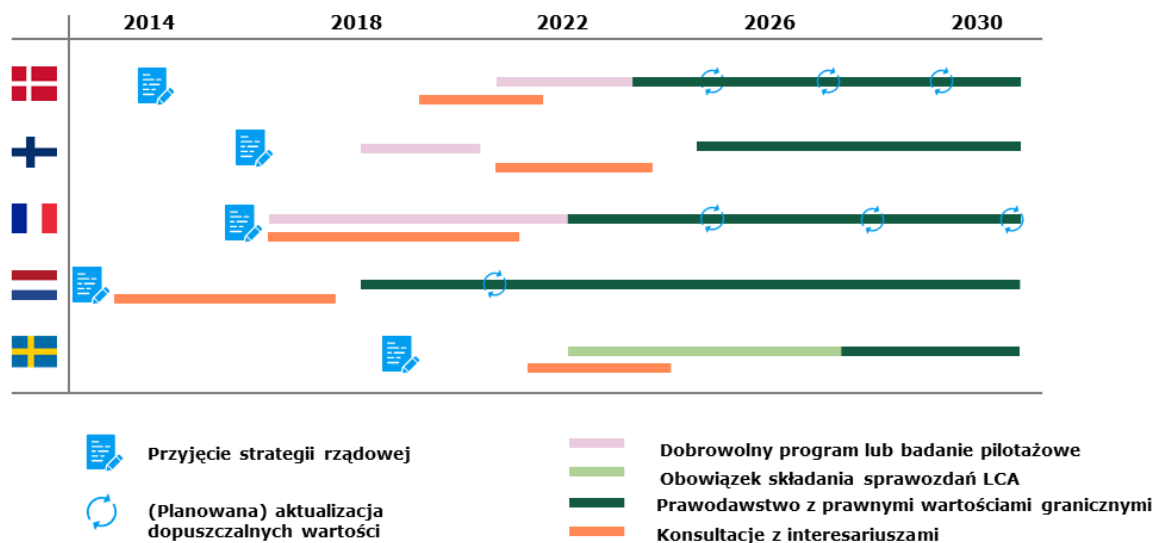 2014 2018 2022 2026 2030
Przyjęcie strategii rządowej
(Planowana) aktualizacja
dopuszczalnych wartości
Dobrowolny program lub badanie pilotażowe
Obowiązek składania sprawozdań LCA
Prawodawstwo z prawnymi wartościami granicznymi
Konsultacje z interesariuszami